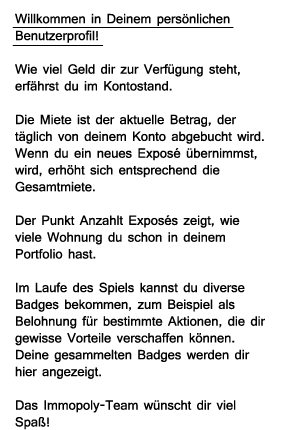 Willkommen in Deinem persönlichen
Benutzerprofil!
Wie viel Geld dir zur Verfügung steht,
erfährst du im Kontostand.
Die Miete ist der aktuelle Betrag, der
täglich von deinem Konto abgebucht wird.
Wenn du ein neues Exposé übernimmst,
wird, erhöht sich entsprechend die
Gesamtmiete.
Der Punkt Anzahlt Exposés zeigt, wie
viele Wohnung du schon in deinem
Portfolio hast.
Im Laufe des Spiels kannst du diverse
Badges bekommen, zum Beispiel als
Belohnung für bestimmte Aktionen, die dir
gewisse Vorteile verschaffen können.
Deine gesammelten Badges werden dir
hier angezeigt.
Das Immopoly-Team wünscht dir viel
Spaß!